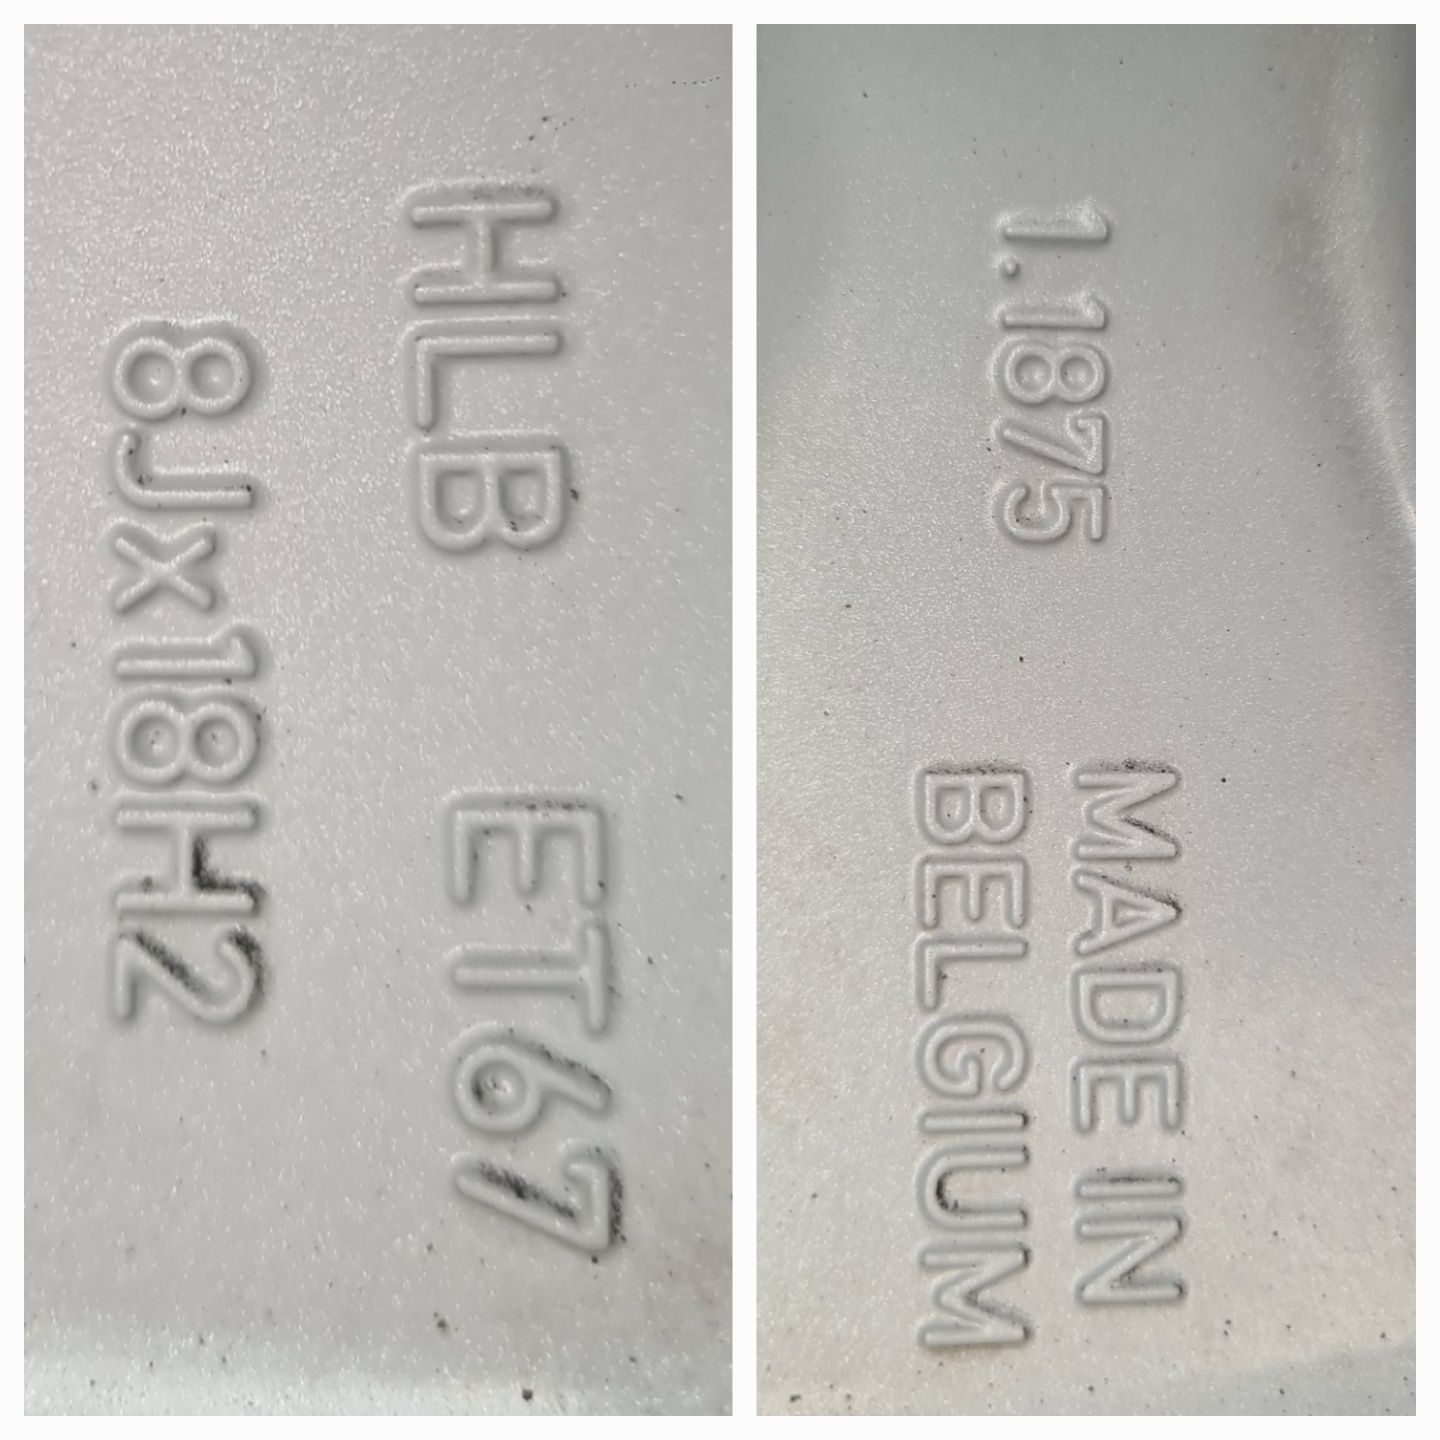 HLB ET67
8Jx18H2
1.1875
MADE IN
BELGIUM